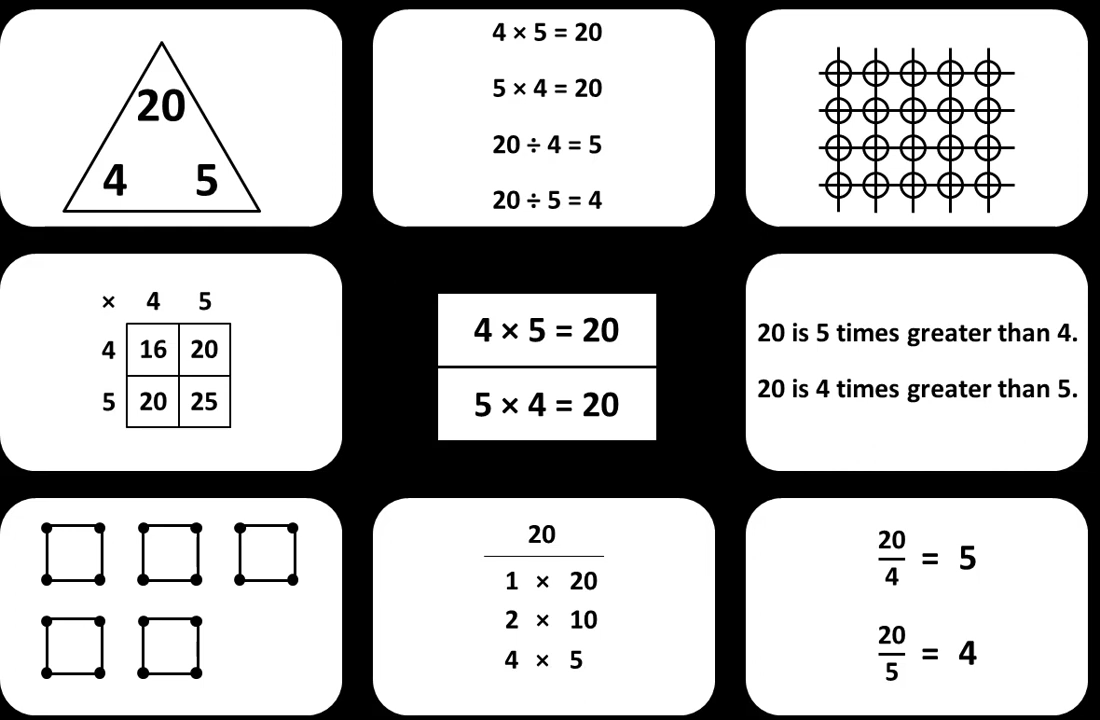 20
4 5
4 × 5 = 20
5 × 4 = 20
20 ÷ 4 = 5
20 ÷ 5 = 4
× 4 5
4 16 20
5 20 25
4 × 5 = 20
5 × 4 = 20
20 is 5 times greater than 4.
20 is 4 times greater than 5.
20
1 × 20
2 × 10
4 × 5
20/4 = 5
20/5 = 4